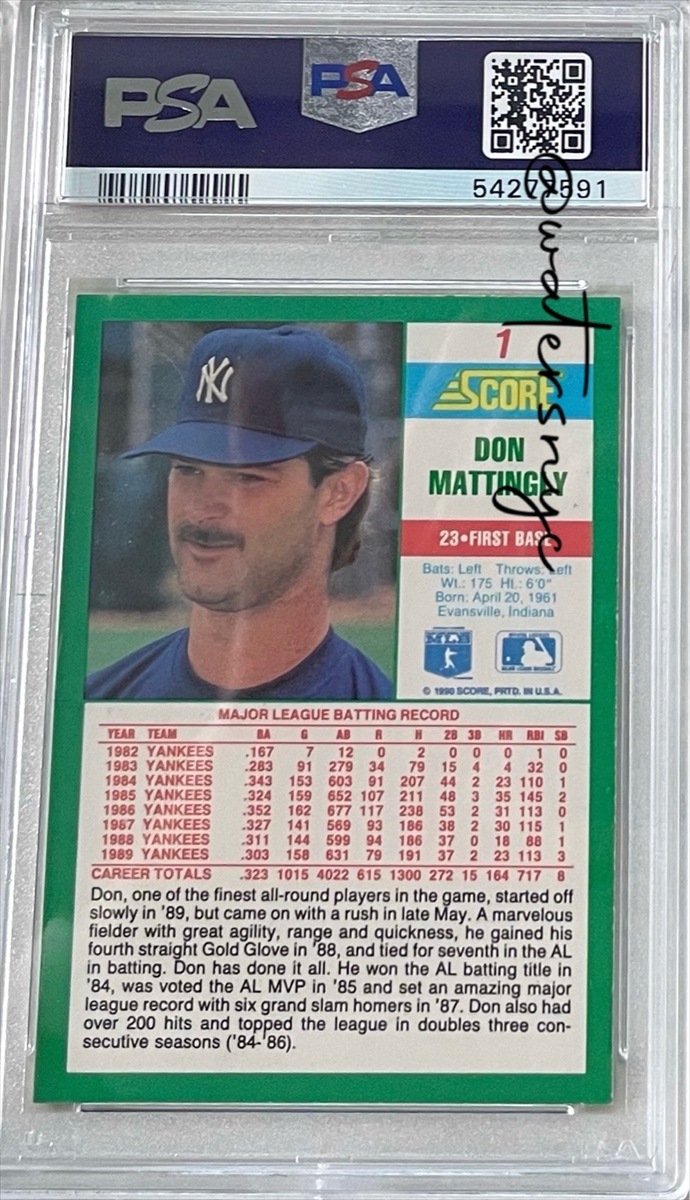 PSA
PSA
54271591
@watersnyc
NY
1
SCORE
DON
MATTINGLY
23•FIRST BASE
Bats: Left Throws: Left
Wt.: 175 Ht.: 6'0"
Born: April 20, 1961
Evansville, Indiana
© 1990 SCORE, PRTD. IN U.S.A.
MAJOR LEAGUE BATTING RECORD
YEAR TEAM BA G AB R H 2B 3B HR RBI SB
1982 YANKEES .167 7 12 0 2 0 0 0 1 0
1983 YANKEES .283 91 279 34 79 15 4 4 32 0
1984 YANKEES .343 153 603 91 207 44 2 23 110 1
1985 YANKEES .324 159 652 107 211 48 3 35 145 2
1986 YANKEES .352 162 677 117 238 53 2 31 113 0
1987 YANKEES .327 141 569 93 186 38 2 30 115 1
1988 YANKEES .311 144 599 94 186 37 0 18 88 1
1989 YANKEES .303 158 631 79 191 37 2 23 113 3
CAREER TOTALS .323 1015 4022 615 1300 272 15 164 717 8
Don, one of the finest all-round players in the game, started off
slowly in '89, but came on with a rush in late May. A marvelous
fielder with great agility, range and quickness, he gained his
fourth straight Gold Glove in '88, and tied for seventh in the AL
in batting. Don has done it all. He won the AL batting title in
'84, was voted the AL MVP in '85 and set an amazing major
league record with six grand slam homers in '87. Don also had
over 200 hits and topped the league in doubles three con-
secutive seasons ('84-'86).